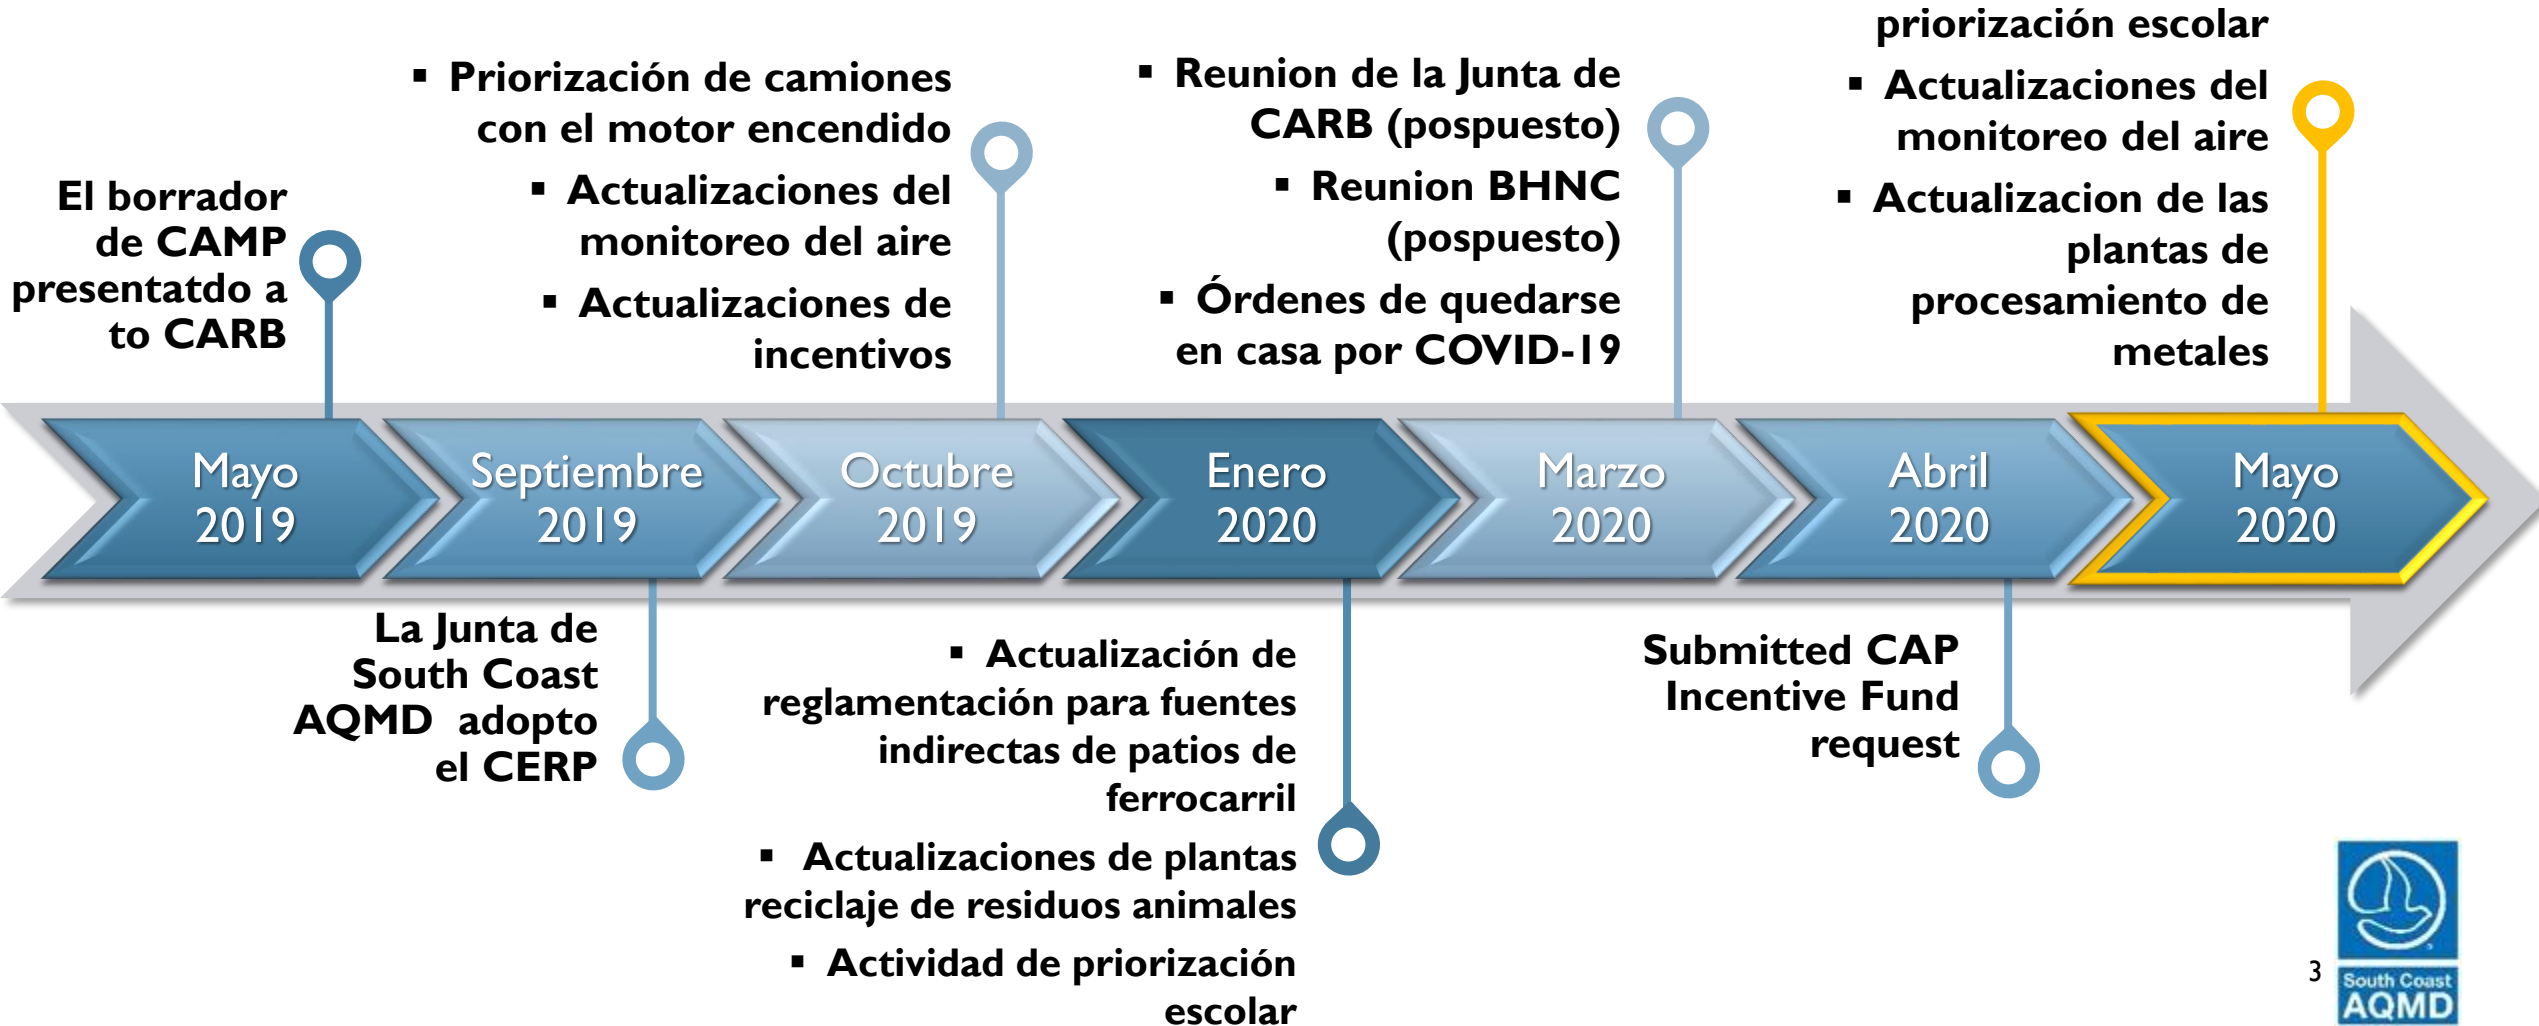 El borrador
de CAMP
presentatdo a
to CARB
▪ Priorización de camiones
con el motor encendido
▪ Actualizaciones del
monitoreo del aire
▪ Actualizaciones de
incentivos
▪ Reunion de la Junta de
CARB (pospuesto)
▪ Reunion BHNC
(pospuesto)
▪ Órdenes de quedarse
en casa por COVID-19
priorización escolar
▪ Actualizaciones del
monitoreo del aire
▪ Actualizacion de las
plantas de
procesamiento de
metales
Mayo
2019
Septiembre
2019
Octubre
2019
Enero
2020
Marzo
2020
Abril
2020
Mayo
2020
La Junta de
South Coast
AQMD  adopto
el CERP
▪ Actualización de
reglamentación para fuentes
indirectas de patios de
ferrocarril
▪ Actualizaciones de plantas
reciclaje de residuos animales
▪ Actividad de priorización
escolar
Submitted CAP
Incentive Fund
request
3
South Coast
AQMD